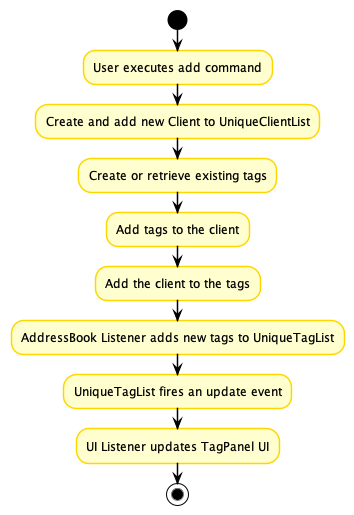 User executes add command
Create and add new Client to UniqueClientList
Create or retrieve existing tags
Add tags to the client
Add the client to the tags
AddressBook Listener adds new tags to UniqueTagList
UniqueTagList fires an update event
UI Listener updates TagPanel UI